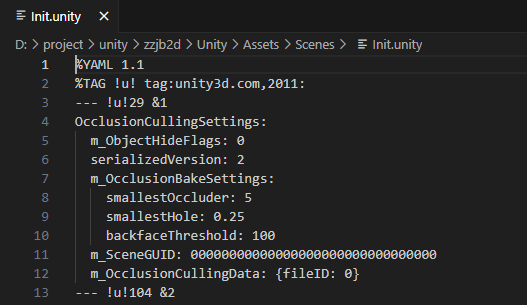 Init.unity ×
D: > project > unity > zzjb2d > Unity > Assets > Scenes > Init.unity
1 %YAML 1.1
2 %TAG !u! tag:unity3d.com,2011:
3 --- !u!29 &1
4 OcclusionCullingSettings:
5   m_ObjectHideFlags: 0
6   serializedVersion: 2
7   m_OcclusionBakeSettings:
8     smallestOccluder: 5
9     smallestHole: 0.25
10     backfaceThreshold: 100
11   m_SceneGUID: 00000000000000000000000000000000
12   m_OcclusionCullingData: {fileID: 0}
13 --- !u!104 &2